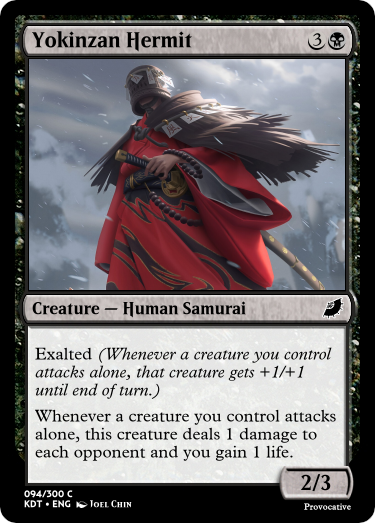 Yokinzan Hermit 3
Creature — Human Samurai
Exalted (Whenever a creature you control
attacks alone, that creature gets +1/+1
until end of turn.)
Whenever a creature you control attacks
alone, this creature deals 1 damage to
each opponent and you gain 1 life.
2/3
094/300 C
KDT • ENG Joel Chin
Provocative